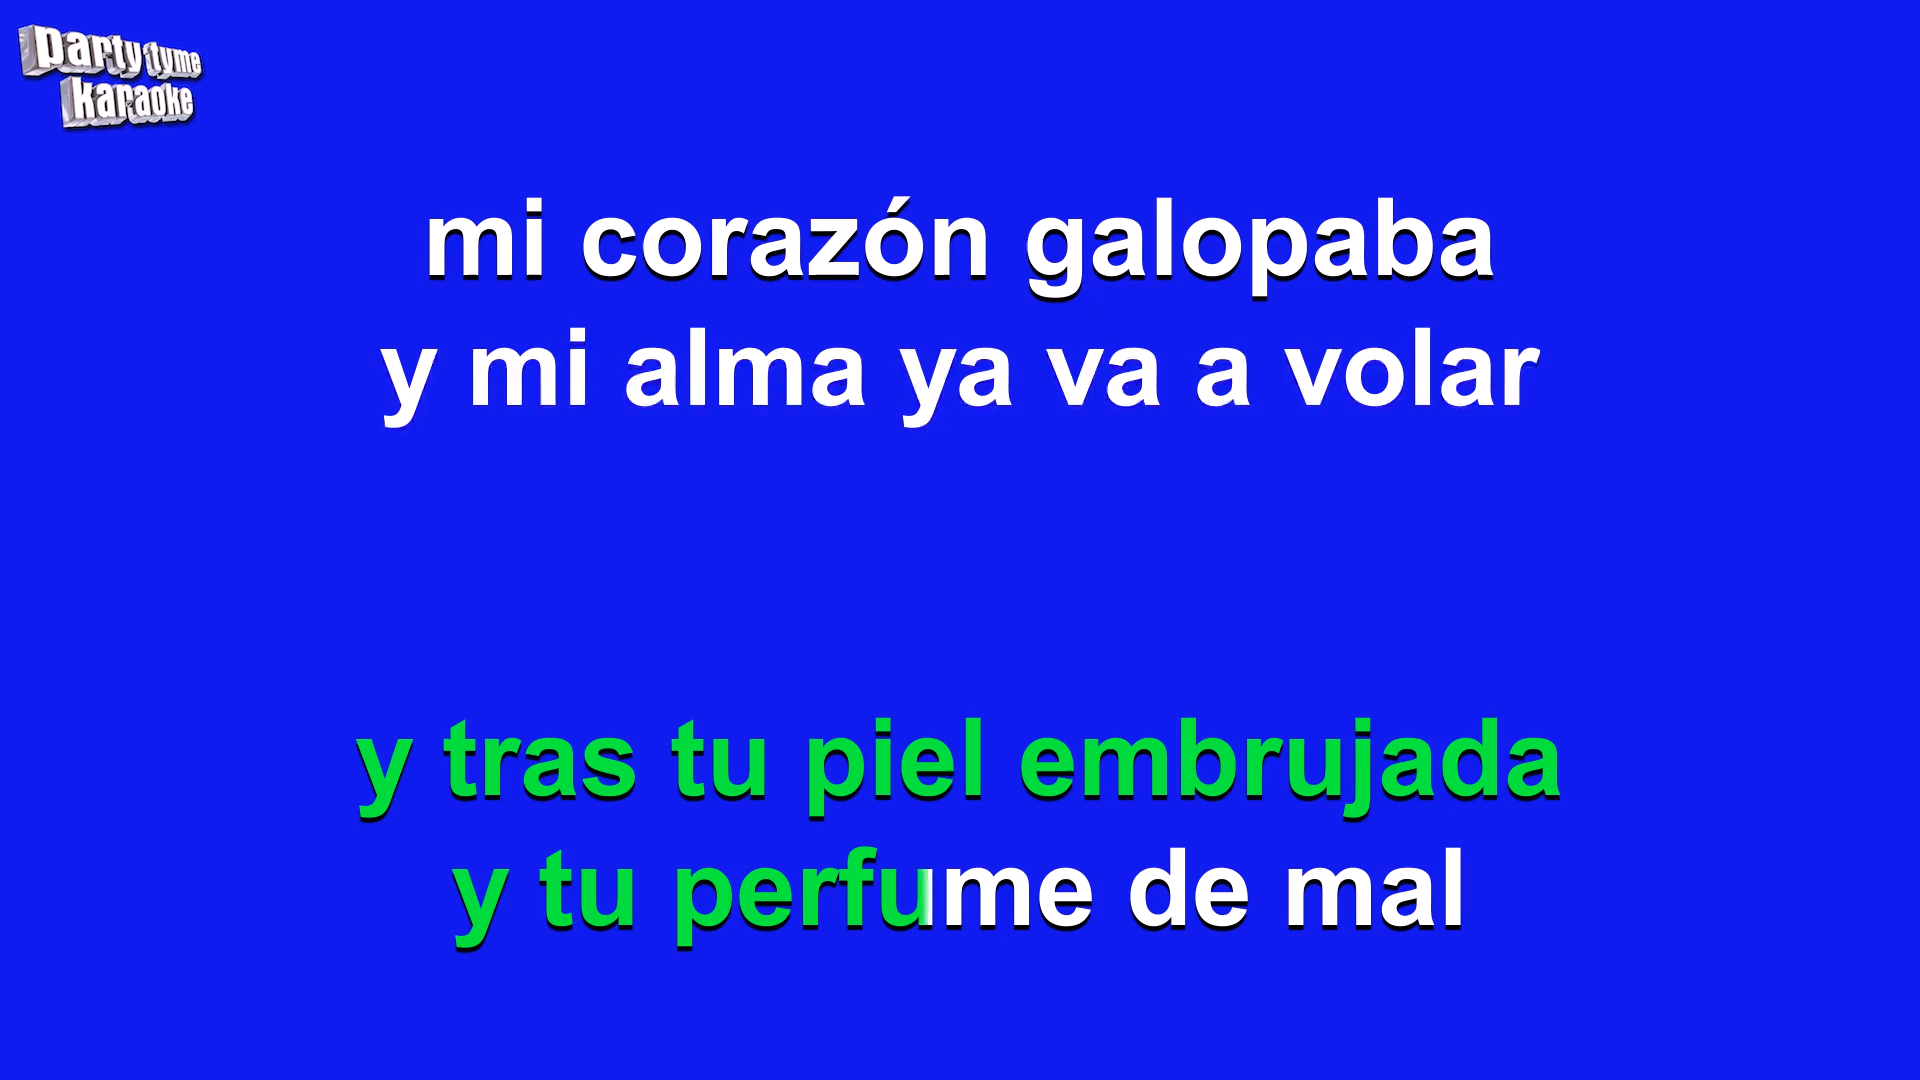 party tyme
karaoke
mi corazón galopaba
y mi alma ya va a volar
y tras tu piel embrujada
y tu perfume de mal